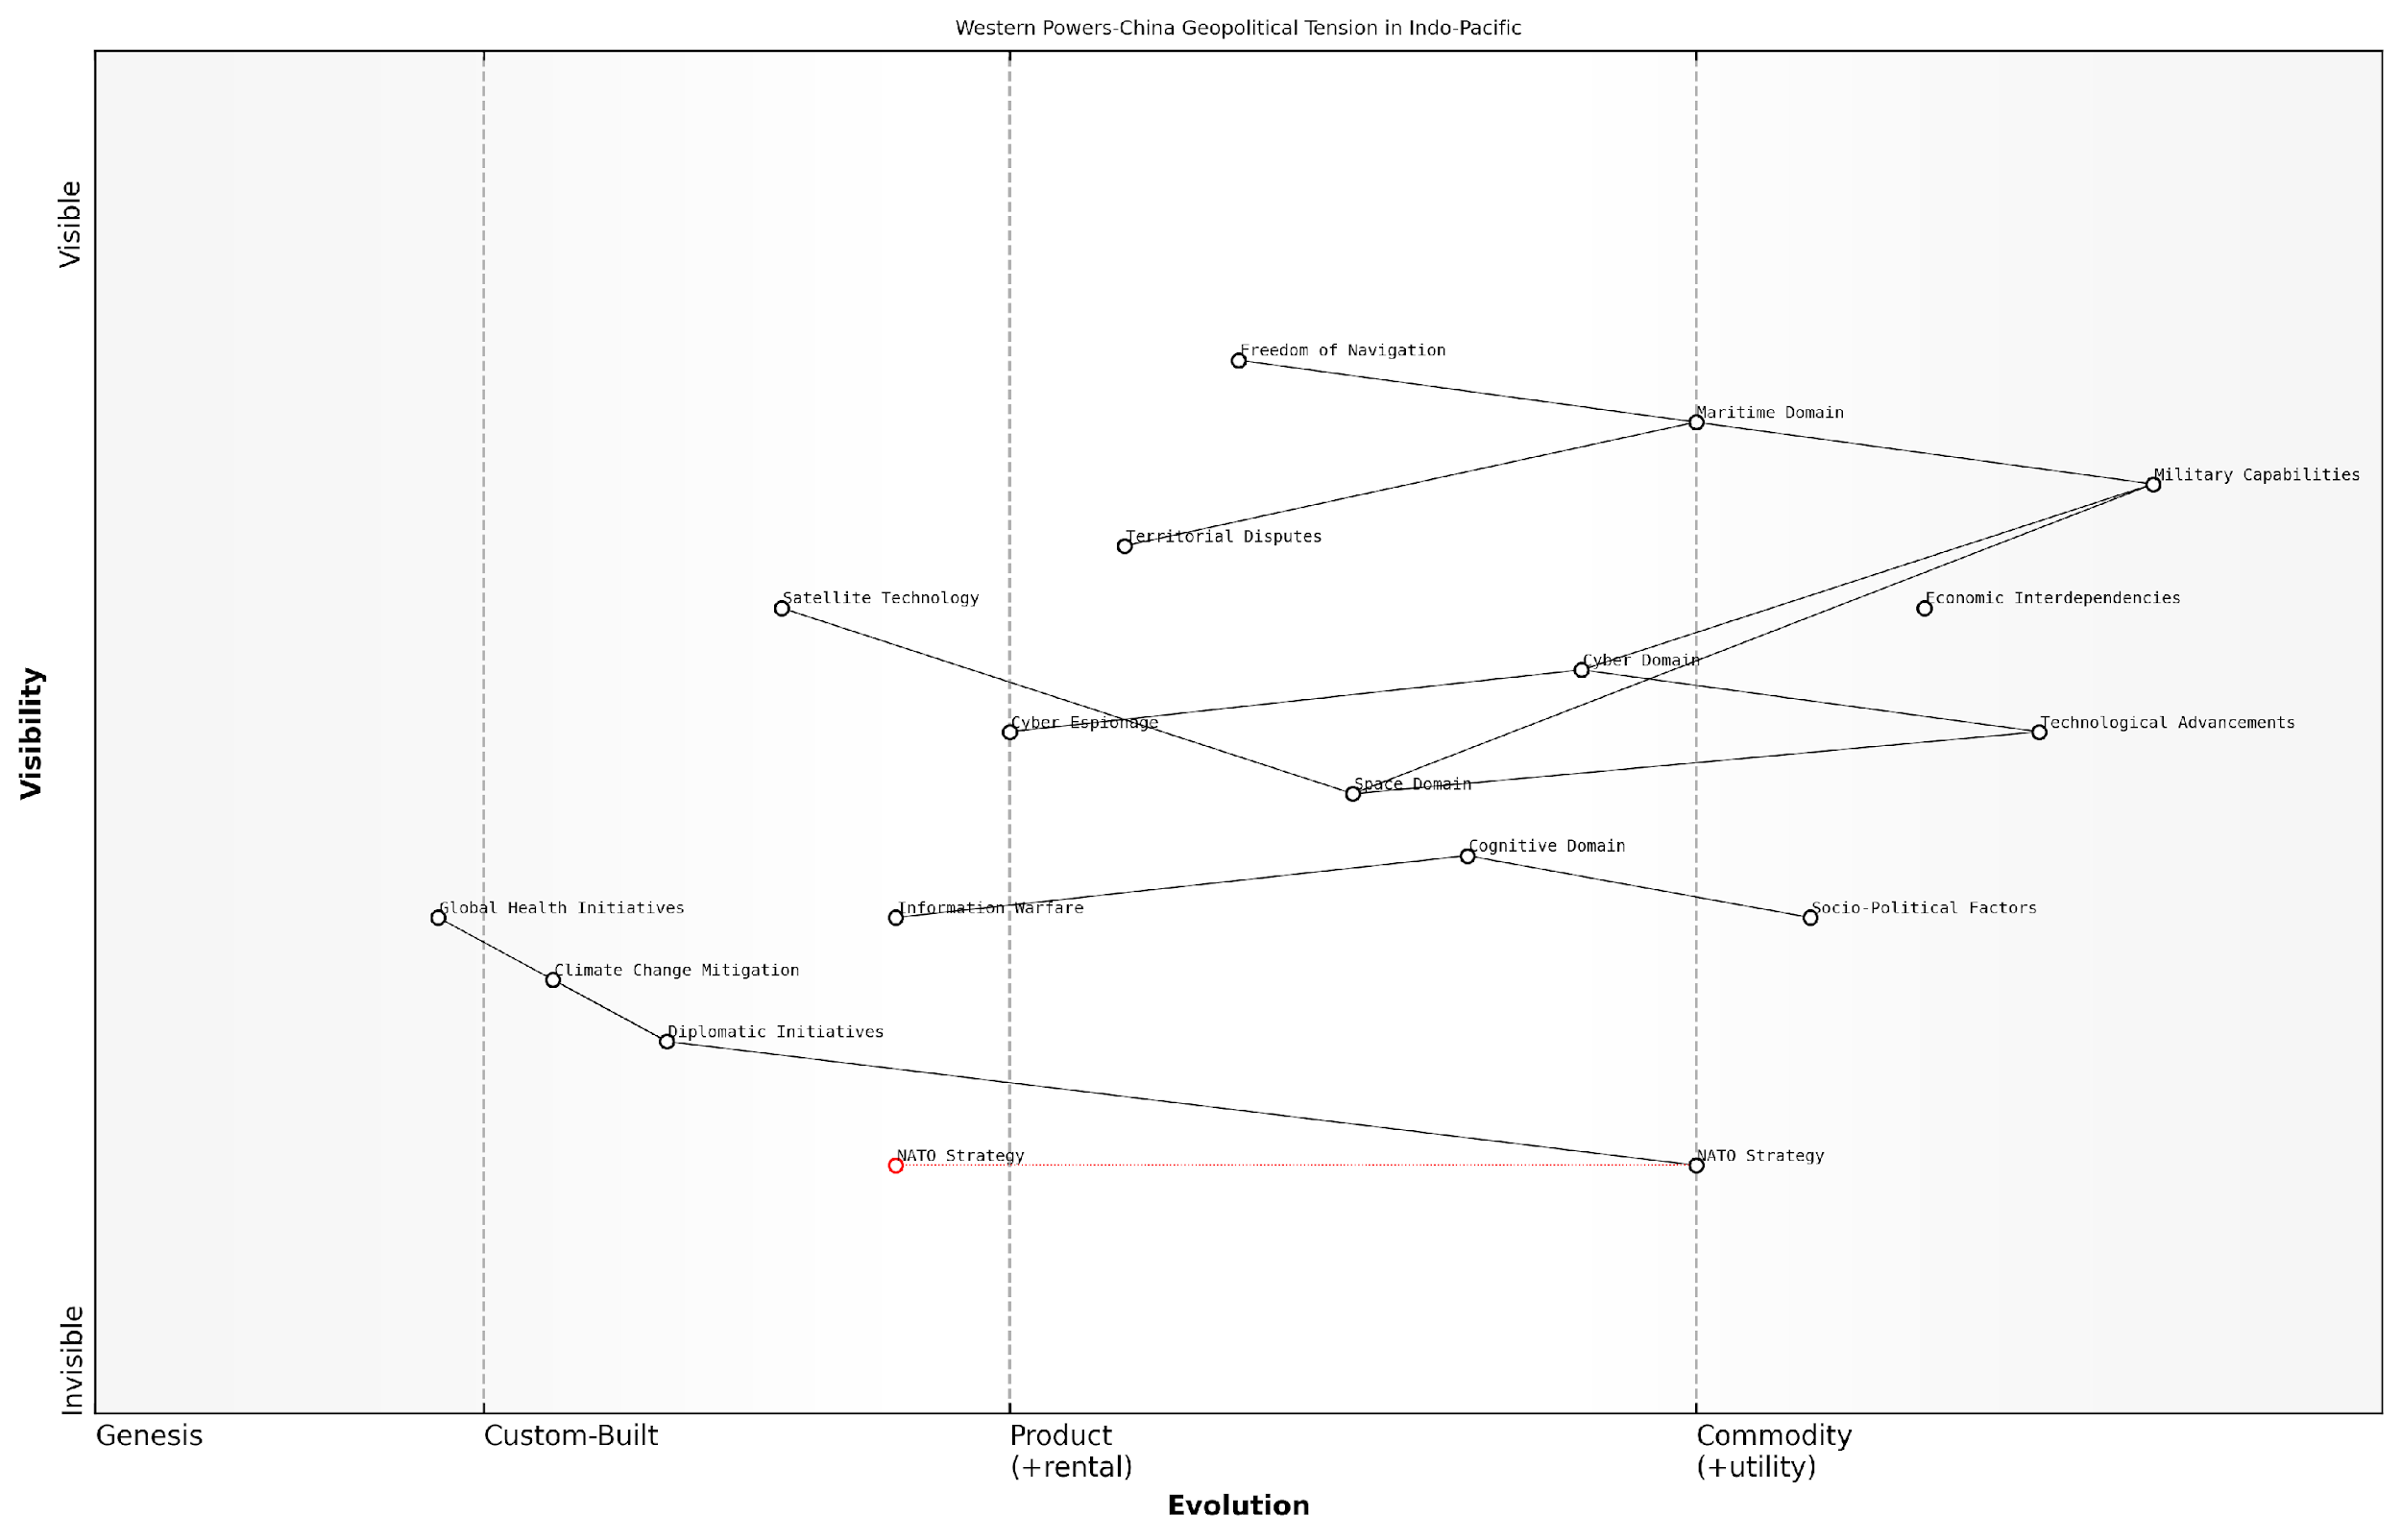 Western Powers-China Geopolitical Tension in Indo-Pacific
Visible
Freedom of Navigation
Maritime Domain
Military Capabilities
Territorial Disputes
Satellite Technology
Economic Interdependencies
Cyber Domain
Cyber Espionage
Technological Advancements
Space Domain
Cognitive Domain
Global Health Initiatives
Information Warfare
Socio-Political Factors
Climate Change Mitigation
Diplomatic Initiatives
NATO Strategy
NATO Strategy
Visibility
Invisible
Genesis
Custom-Built
Product
(+rental)
Commodity
(+utility)
Evolution